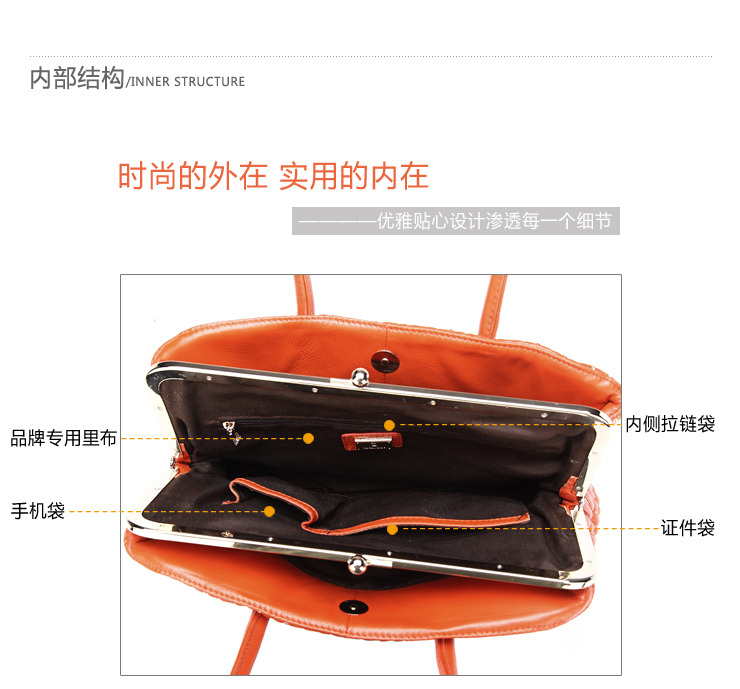 内部结构/INNER STRUCTURE
时尚的外在 实用的内在
————优雅贴心设计渗透每一个细节
内侧拉链袋
品牌专用里布
手机袋
证件袋